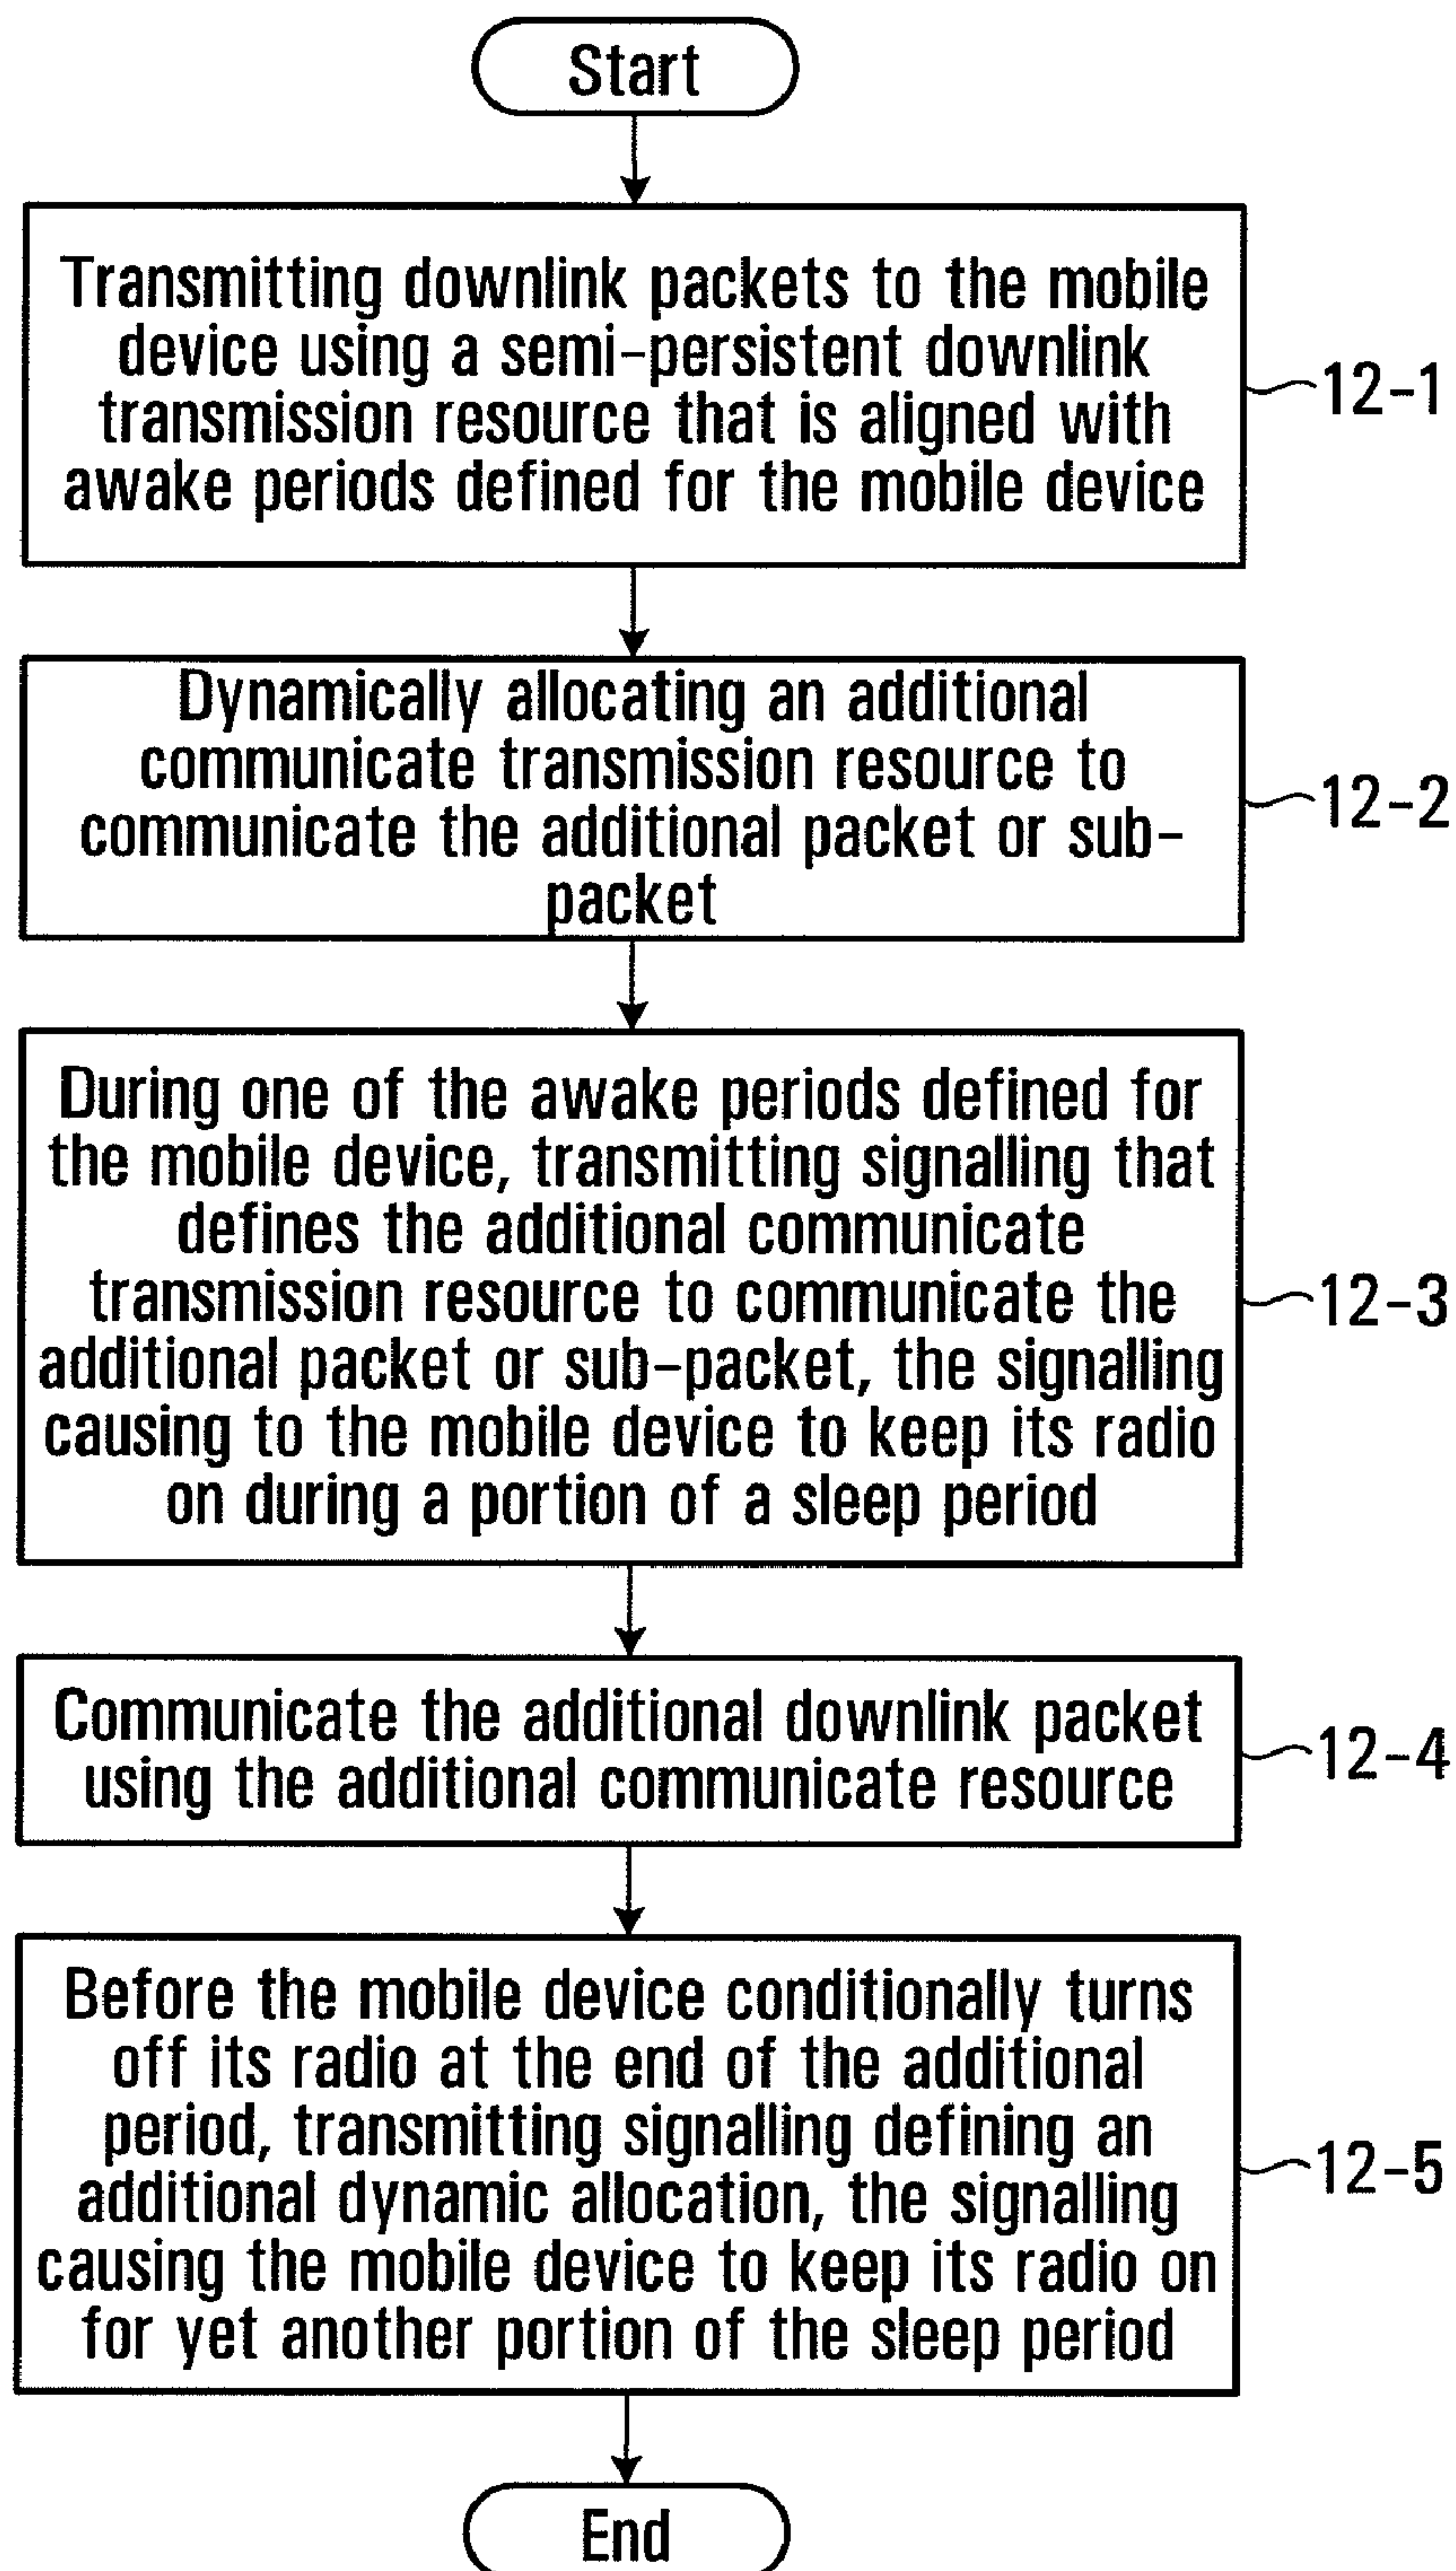 Start
Transmitting downlink packets to the mobile
device using a semi-persistent downlink
transmission resource that is aligned with
awake periods defined for the mobile device
12-1
Dynamically allocating an additional
communicate transmission resource to
communicate the additional packet or sub-
packet
12-2
During one of the awake periods defined for
the mobile device, transmitting signalling that
defines the additional communicate
transmission resource to communicate the
additional packet or sub-packet, the signalling
causing to the mobile device to keep its radio
on during a portion of a sleep period
12-3
Communicate the additional downlink packet
using the additional communicate resource
12-4
Before the mobile device conditionally turns
off its radio at the end of the additional
period, transmitting signalling defining an
additional dynamic allocation, the signalling
causing the mobile device to keep its radio on
for yet another portion of the sleep period
12-5
End